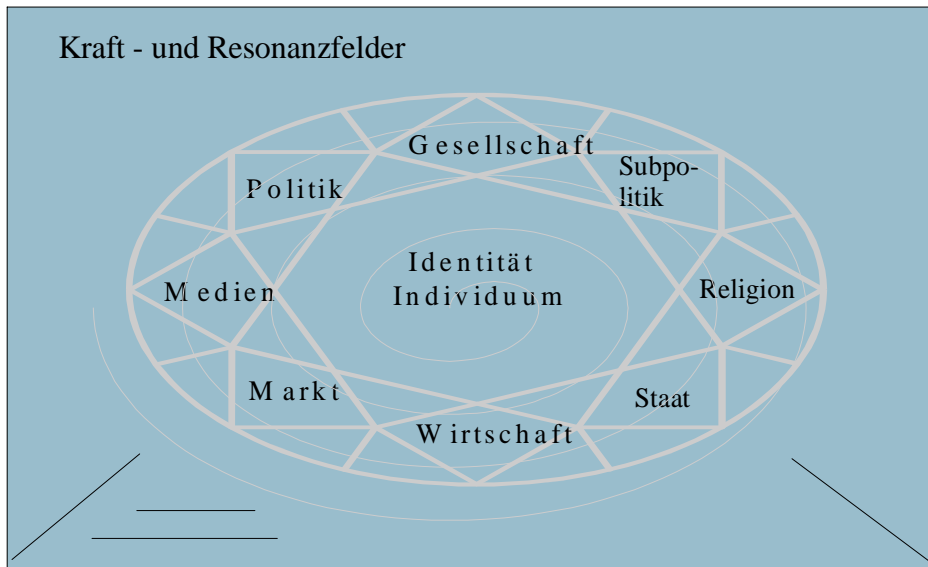 Kraft - und Resonanzfelder
Gesellschaft
Politik
Subpo-
litik
Identität
Individuum
Medien
Religion
Markt
Staat
Wirtschaft